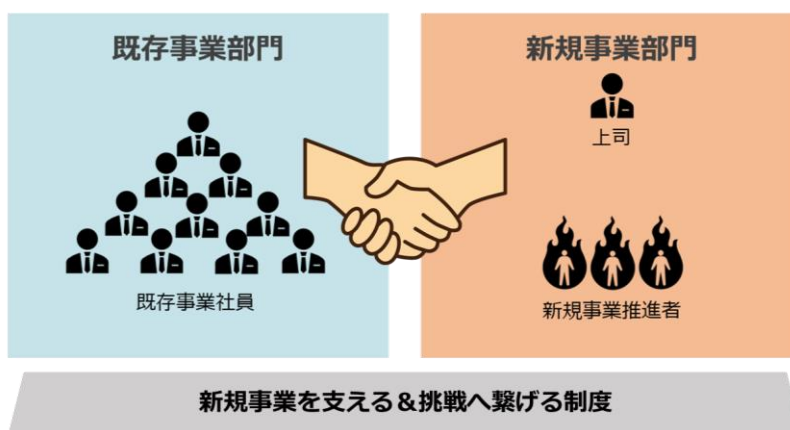 既存事業部門
新規事業部門
上司
既存事業社員
新規事業推進者
新規事業を支える＆挑戦へ繋げる制度